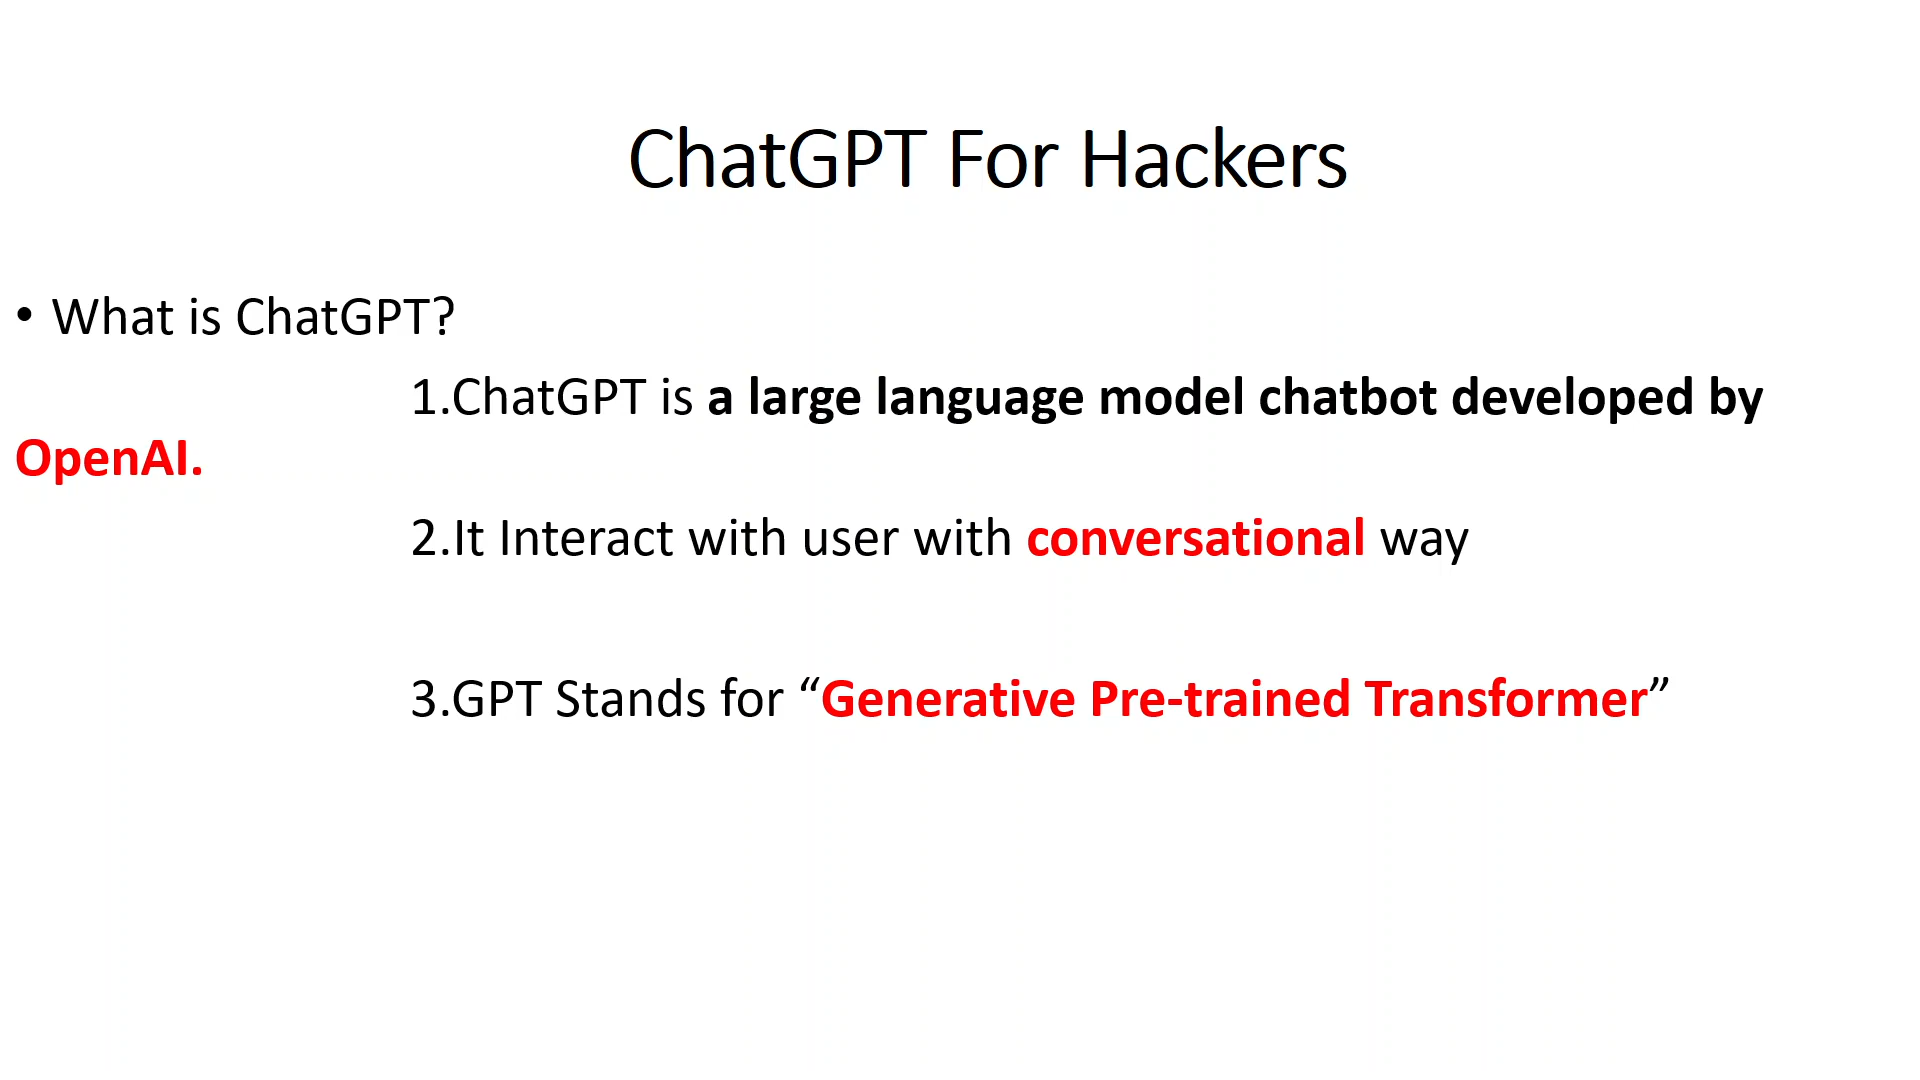 ChatGPT For Hackers
• What is ChatGPT?
1.ChatGPT is a large language model chatbot developed by
OpenAI.
2.It Interact with user with conversational way
3.GPT Stands for “Generative Pre-trained Transformer”